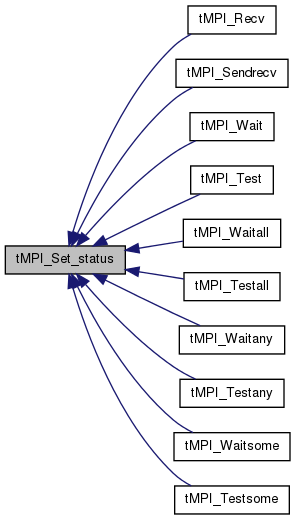 tMPI_Recv
tMPI_Sendrecv
tMPI_Wait
tMPI_Test
tMPI_Waitall
tMPI_Set_status
tMPI_Testall
tMPI_Waitany
tMPI_Testany
tMPI_Waitsome
tMPI_Testsome